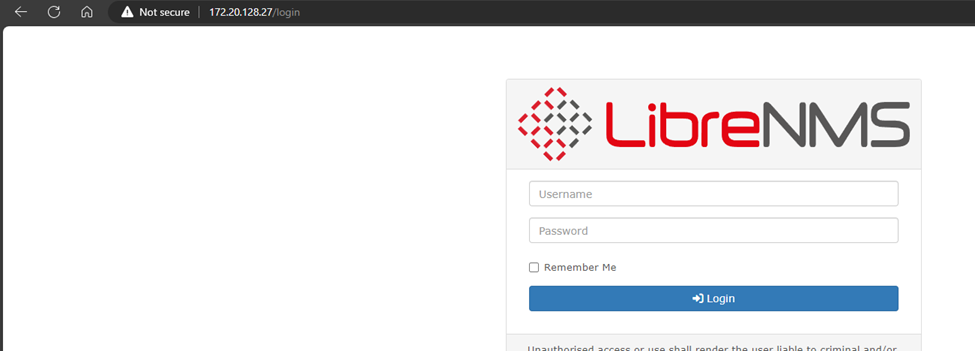 Not secure | 172.20.128.27/login
LibreNMS
Username
Password
Remember Me
Login
Unauthorised access or use shall render the user liable to criminal and/or